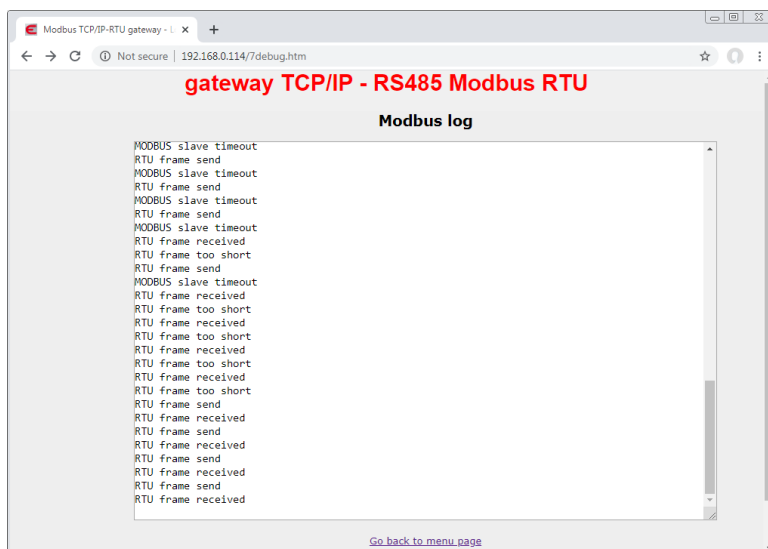 Modbus TCP/IP-RTU gateway - L
Not secure | 192.168.0.114/7debug.htm
gateway TCP/IP - RS485 Modbus RTU
Modbus log
MODBUS slave timeout
RTU frame send
MODBUS slave timeout
RTU frame send
MODBUS slave timeout
RTU frame send
MODBUS slave timeout
RTU frame received
RTU frame too short
RTU frame send
MODBUS slave timeout
RTU frame received
RTU frame too short
RTU frame received
RTU frame too short
RTU frame received
RTU frame too short
RTU frame received
RTU frame too short
RTU frame send
RTU frame received
RTU frame send
RTU frame received
RTU frame send
RTU frame received
RTU frame send
RTU frame received
Go back to menu page